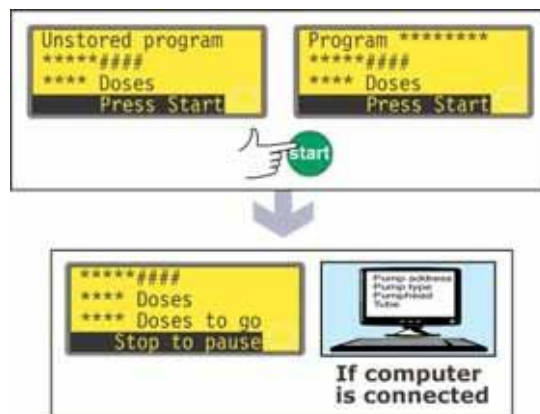 Unstored program
*****####
**** Doses
Press Start
Program ********
*****####
**** Doses
Press Start
start
*****####
**** Doses
**** Doses to go
Stop to pause
Pump address
Pump type
Pumphead
Tube
If computer
is connected